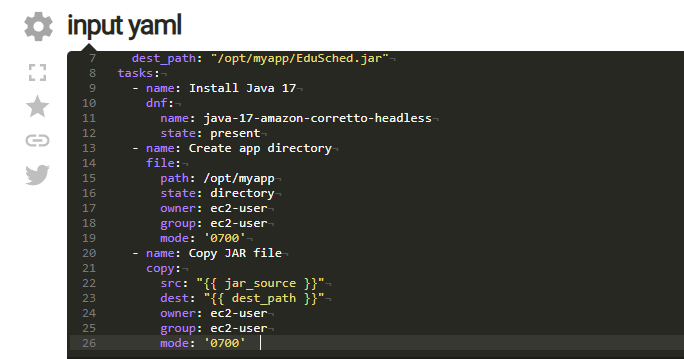 input yaml
7 dest_path: "/opt/myapp/EduSched.jar"¬
8 tasks:¬
9 - name: Install Java 17¬
10 dnf:¬
11 name: java-17-amazon-corretto-headless¬
12 state: present¬
13 - name: Create app directory¬
14 file:¬
15 path: /opt/myapp¬
16 state: directory¬
17 owner: ec2-user¬
18 group: ec2-user¬
19 mode: '0700'¬
20 - name: Copy JAR file¬
21 copy:¬
22 src: "{{ jar_source }}"¬
23 dest: "{{ dest_path }}"¬
24 owner: ec2-user¬
25 group: ec2-user¬
26 mode: '0700'